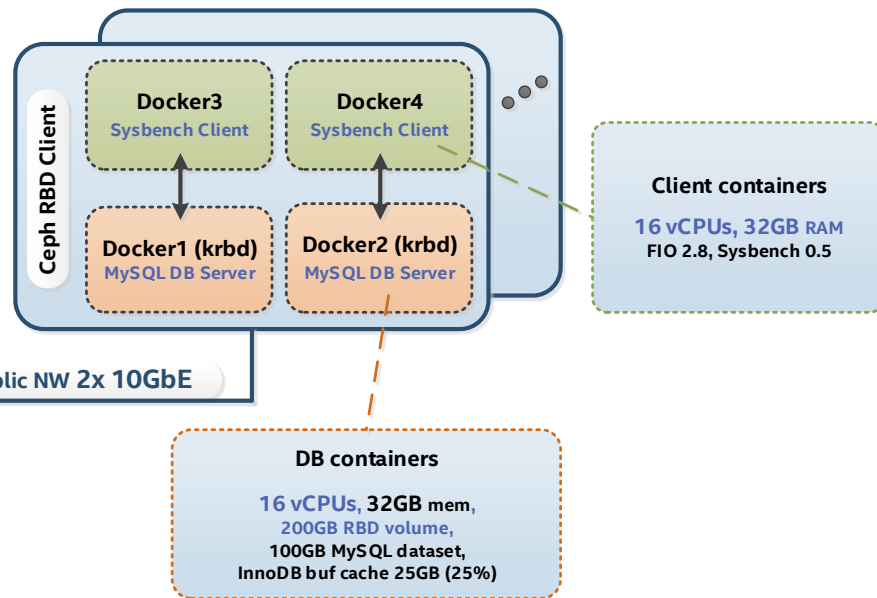 Ceph RBD Client
Docker3
Sysbench Client
Docker4
Sysbench Client
Docker1 (krbd)
MySQL DB Server
Docker2 (krbd)
MySQL DB Server
Client containers
16 vCPUs, 32GB RAM
FIO 2.8, Sysbench 0.5
NW 2x 10GbE
DB containers
16 vCPUs, 32GB mem,
200GB RBD volume,
100GB MySQL dataset,
InnoDB buf cache 25GB (25%)